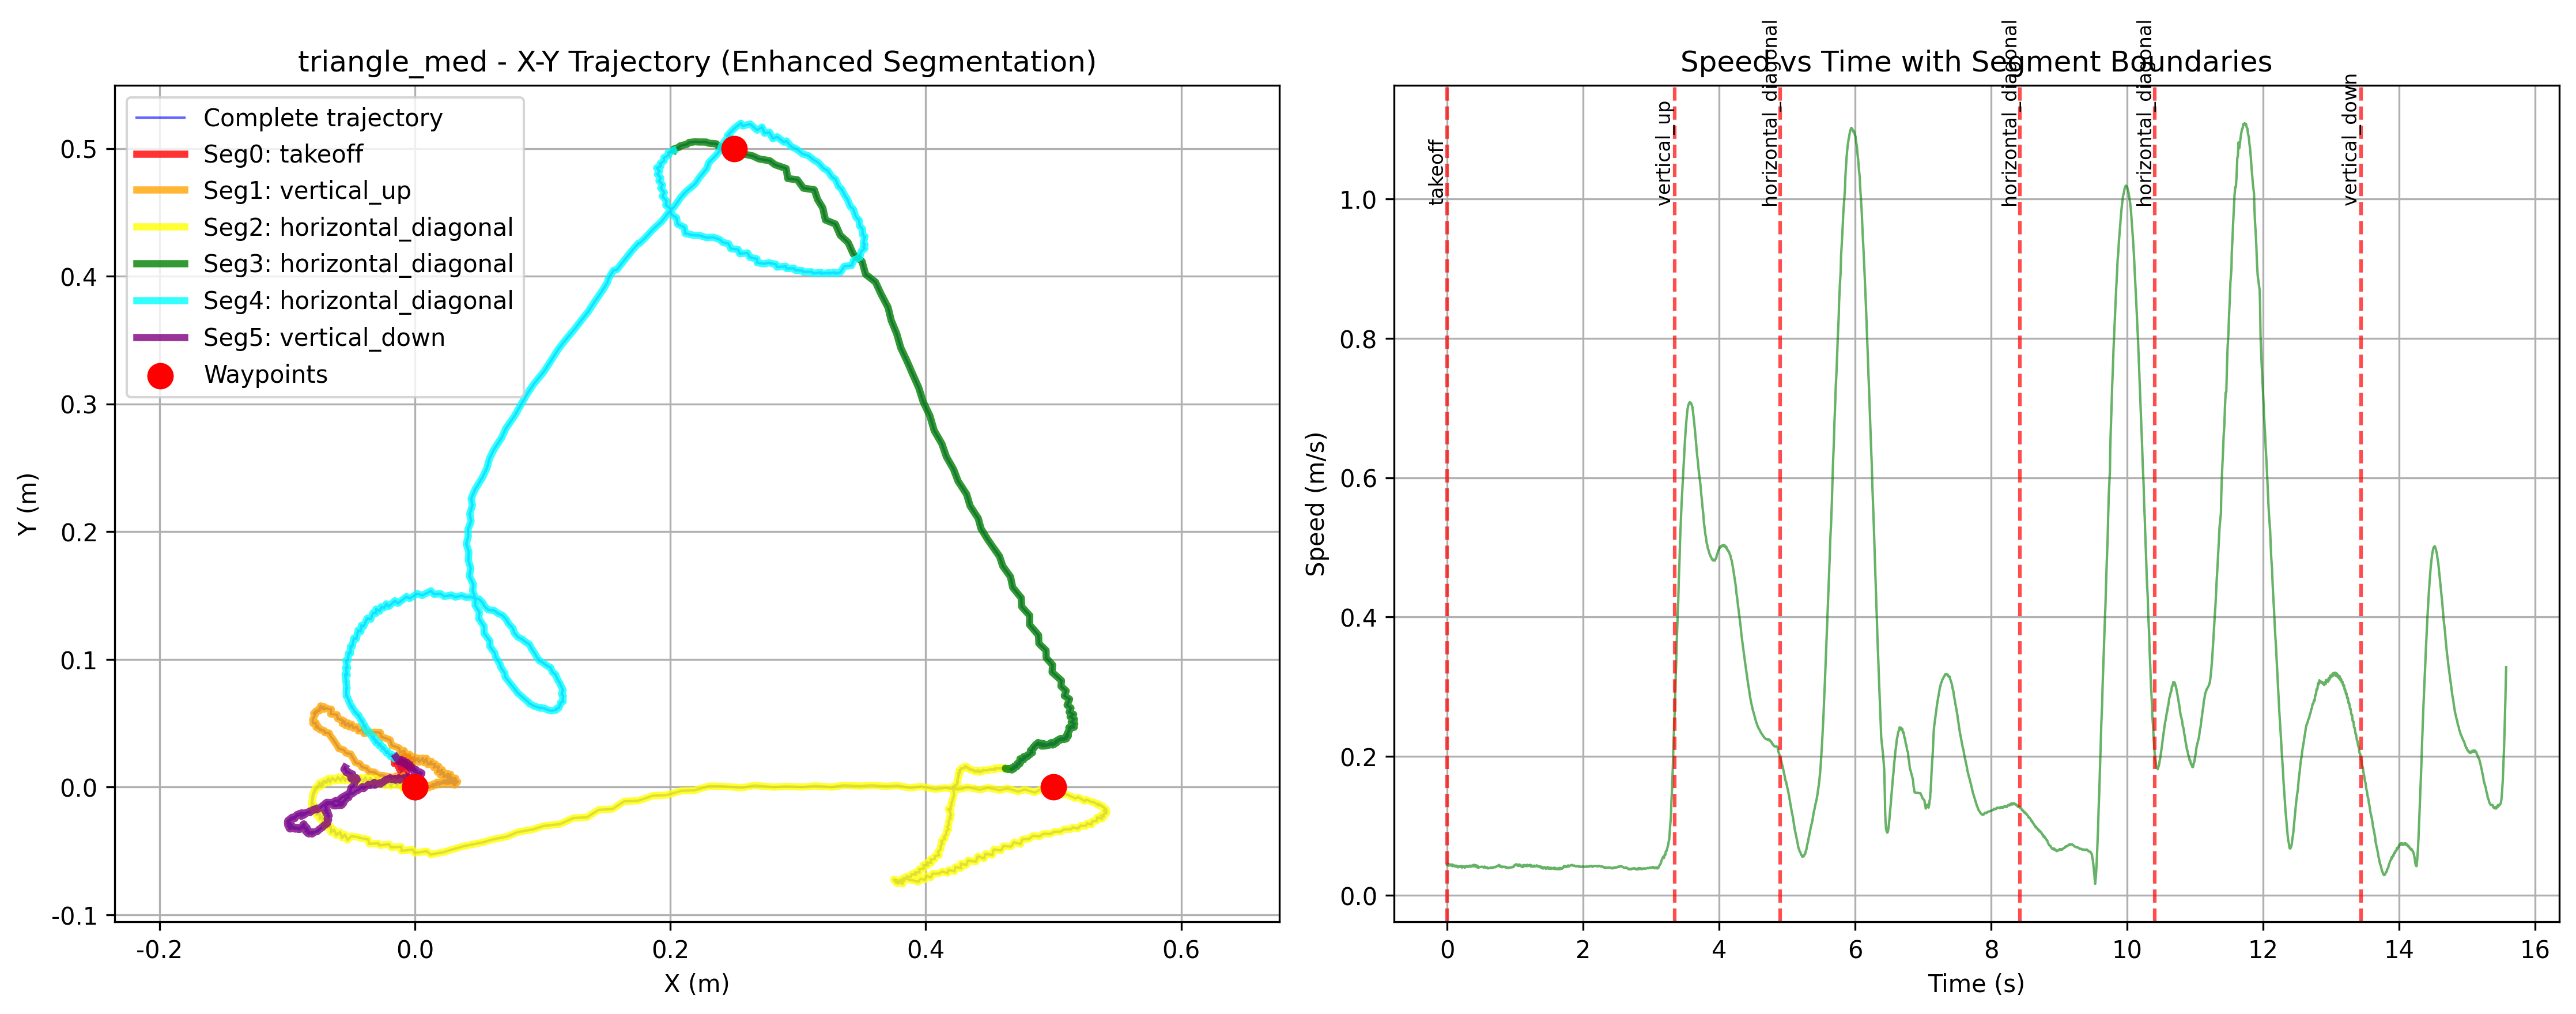 triangle_med - X-Y Trajectory (Enhanced Segmentation)
Complete trajectory
Seg0: takeoff
Seg1: vertical_up
Seg2: horizontal_diagonal
Seg3: horizontal_diagonal
Seg4: horizontal_diagonal
Seg5: vertical_down
Waypoints
0.5
0.4
0.3
0.2
0.1
0.0
-0.1
Y (m)
-0.2
0.0
0.2
0.4
0.6
X (m)
Speed vs Time with Segment Boundaries
takeoff
vertical_up
horizontal_diagonal
horizontal_diagonal
horizontal_diagonal
vertical_down
1.0
0.8
0.6
0.4
0.2
0.0
Speed (m/s)
0
2
4
6
8
10
12
14
16
Time (s)